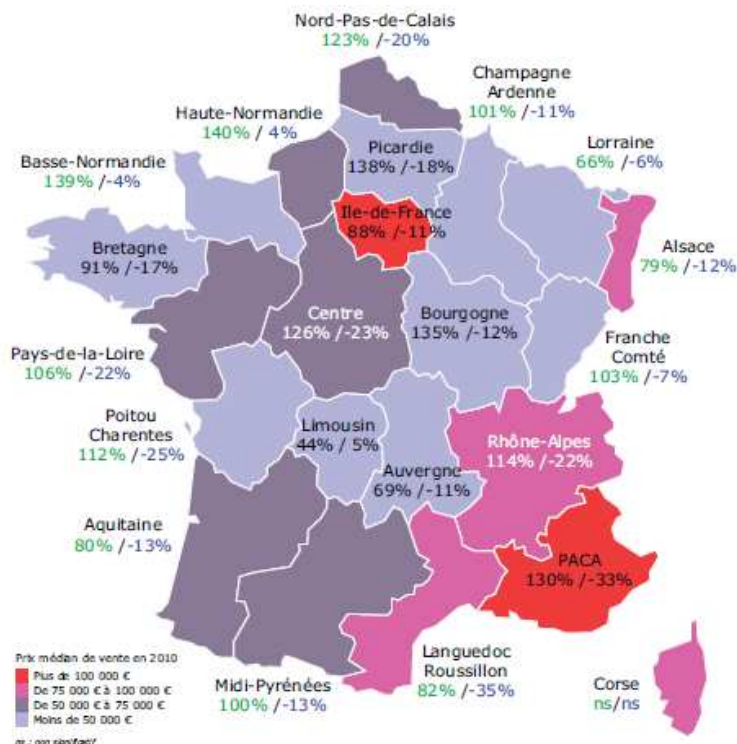 Nord-Pas-de-Calais
123% /-20%
Champagne
Ardenne
101% /-11%
Haute-Normandie
140% / 4%
Picardie
138% /-18%
Lorraine
66% /-6%
Basse-Normandie
139% /-4%
Ile-de-France
88% /-11%
Bretagne
91% /-17%
Alsace
79% /-12%
Centre
126% /-23%
Bourgogne
135% /-12%
Franche
Comté
103% /-7%
Pays-de-la-Loire
106% /-22%
Poitou
Charentes
112% /-25%
Limousin
44% / 5%
Rhône-Alpes
114% /-22%
Auvergne
69% /-11%
Aquitaine
80% /-13%
PACA
130% /-33%
Languedoc
Roussillon
82% /-35%
Midi-Pyrénées
100% /-13%
Corse
ns/ns
Prix médian de vente en 2010
Plus de 100 000 €
De 75 000 € à 100 000 €
De 50 000 € à 75 000 €
Moins de 50 000 €
ns : non significatif